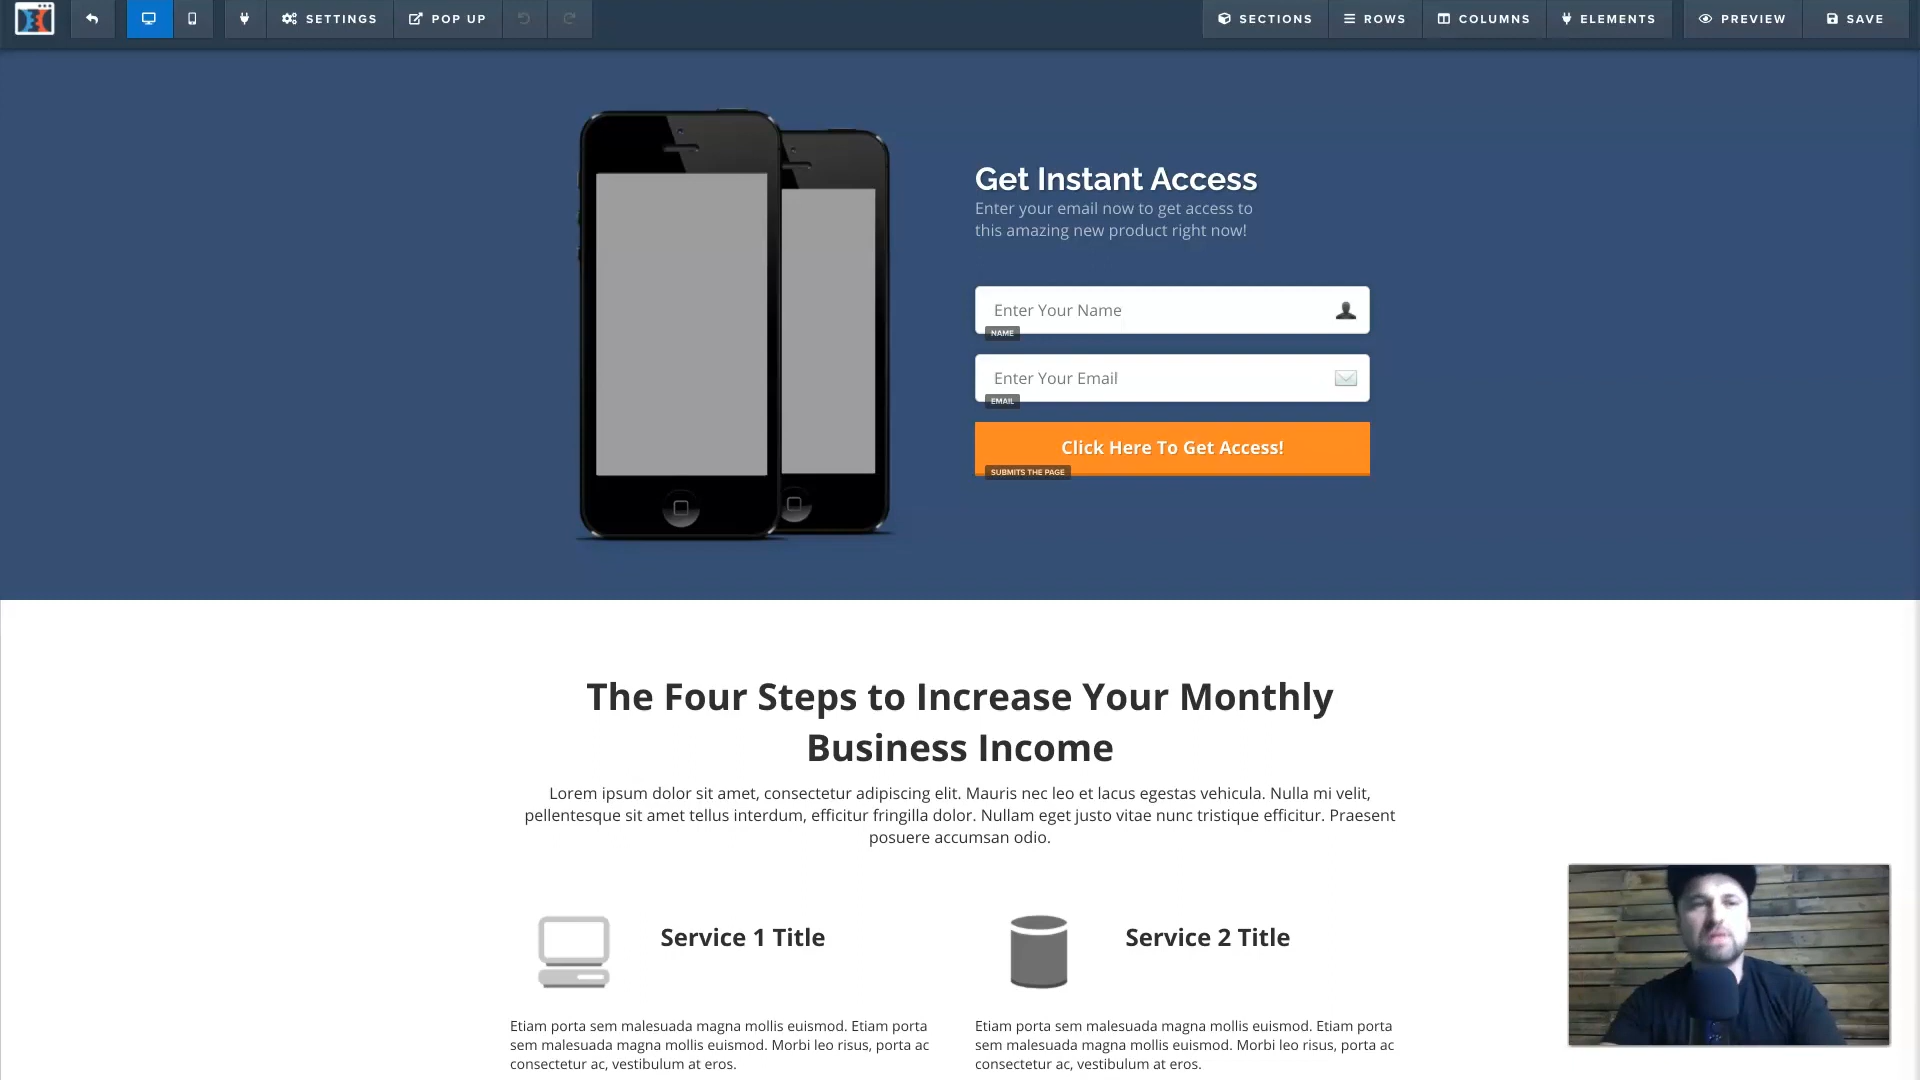 SETTINGS
POP UP
SECTIONS
ROWS
COLUMNS
ELEMENTS
PREVIEW
SAVE
Get Instant Access
Enter your email now to get access to
this amazing new product right now!
Enter Your Name
NAME
Enter Your Email
EMAIL
Click Here To Get Access!
SUBMITS THE PAGE
The Four Steps to Increase Your Monthly
Business Income
Lorem ipsum dolor sit amet, consectetur adipiscing elit. Mauris nec leo et lacus egestas vehicula. Nulla mi velit,
pellentesque sit amet tellus interdum, efficitur fringilla dolor. Nullam eget justo vitae nunc tristique efficitur. Praesent
posuere accumsan odio.
Service 1 Title
Etiam porta sem malesuada magna mollis euismod. Etiam porta
sem malesuada magna mollis euismod. Morbi leo risus, porta ac
consectetur ac, vestibulum at eros.
Service 2 Title
Etiam porta sem malesuada magna mollis euismod. Etiam porta
sem malesuada magna mollis euismod. Morbi leo risus, porta ac
consectetur ac, vestibulum at eros.